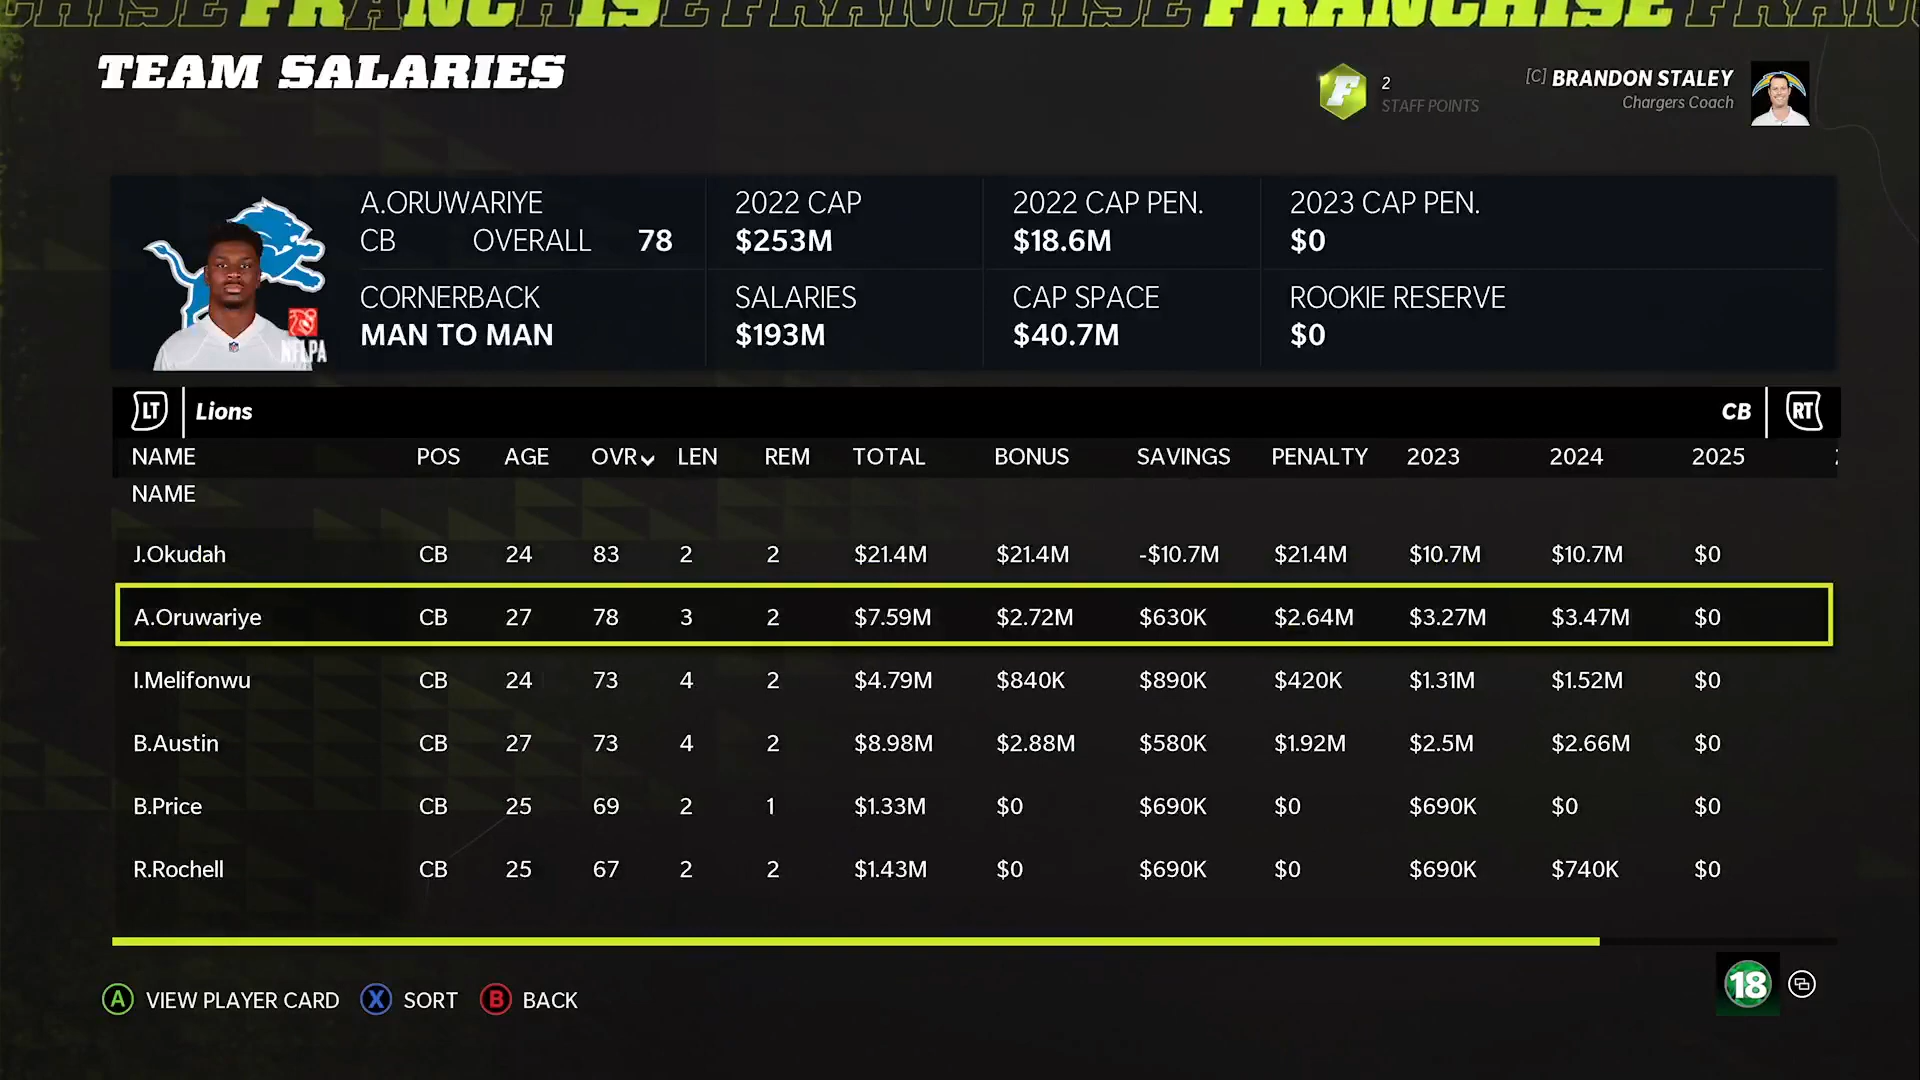 FRANCHISE FRANCHISE FRANCHISE FRANCHISE
TEAM SALARIES
2
STAFF POINTS
[C] BRANDON STALEY
Chargers Coach
A.ORUWARIYE
CB OVERALL 78
CORNERBACK
MAN TO MAN
NFLPA
2022 CAP
$253M
SALARIES
$193M
2022 CAP PEN.
$18.6M
CAP SPACE
$40.7M
2023 CAP PEN.
$0
ROOKIE RESERVE
$0
LT Lions CB RT
NAME POS AGE OVR LEN REM TOTAL BONUS SAVINGS PENALTY 2023 2024 2025
NAME
J.Okudah CB 24 83 2 2 $21.4M $21.4M -$10.7M $21.4M $10.7M $10.7M $0
A.Oruwariye CB 27 78 3 2 $7.59M $2.72M $630K $2.64M $3.27M $3.47M $0
I.Melifonwu CB 24 73 4 2 $4.79M $840K $890K $420K $1.31M $1.52M $0
B.Austin CB 27 73 4 2 $8.98M $2.88M $580K $1.92M $2.5M $2.66M $0
B.Price CB 25 69 2 1 $1.33M $0 $690K $0 $690K $0 $0
R.Rochell CB 25 67 2 2 $1.43M $0 $690K $0 $690K $740K $0
A VIEW PLAYER CARD X SORT B BACK
18